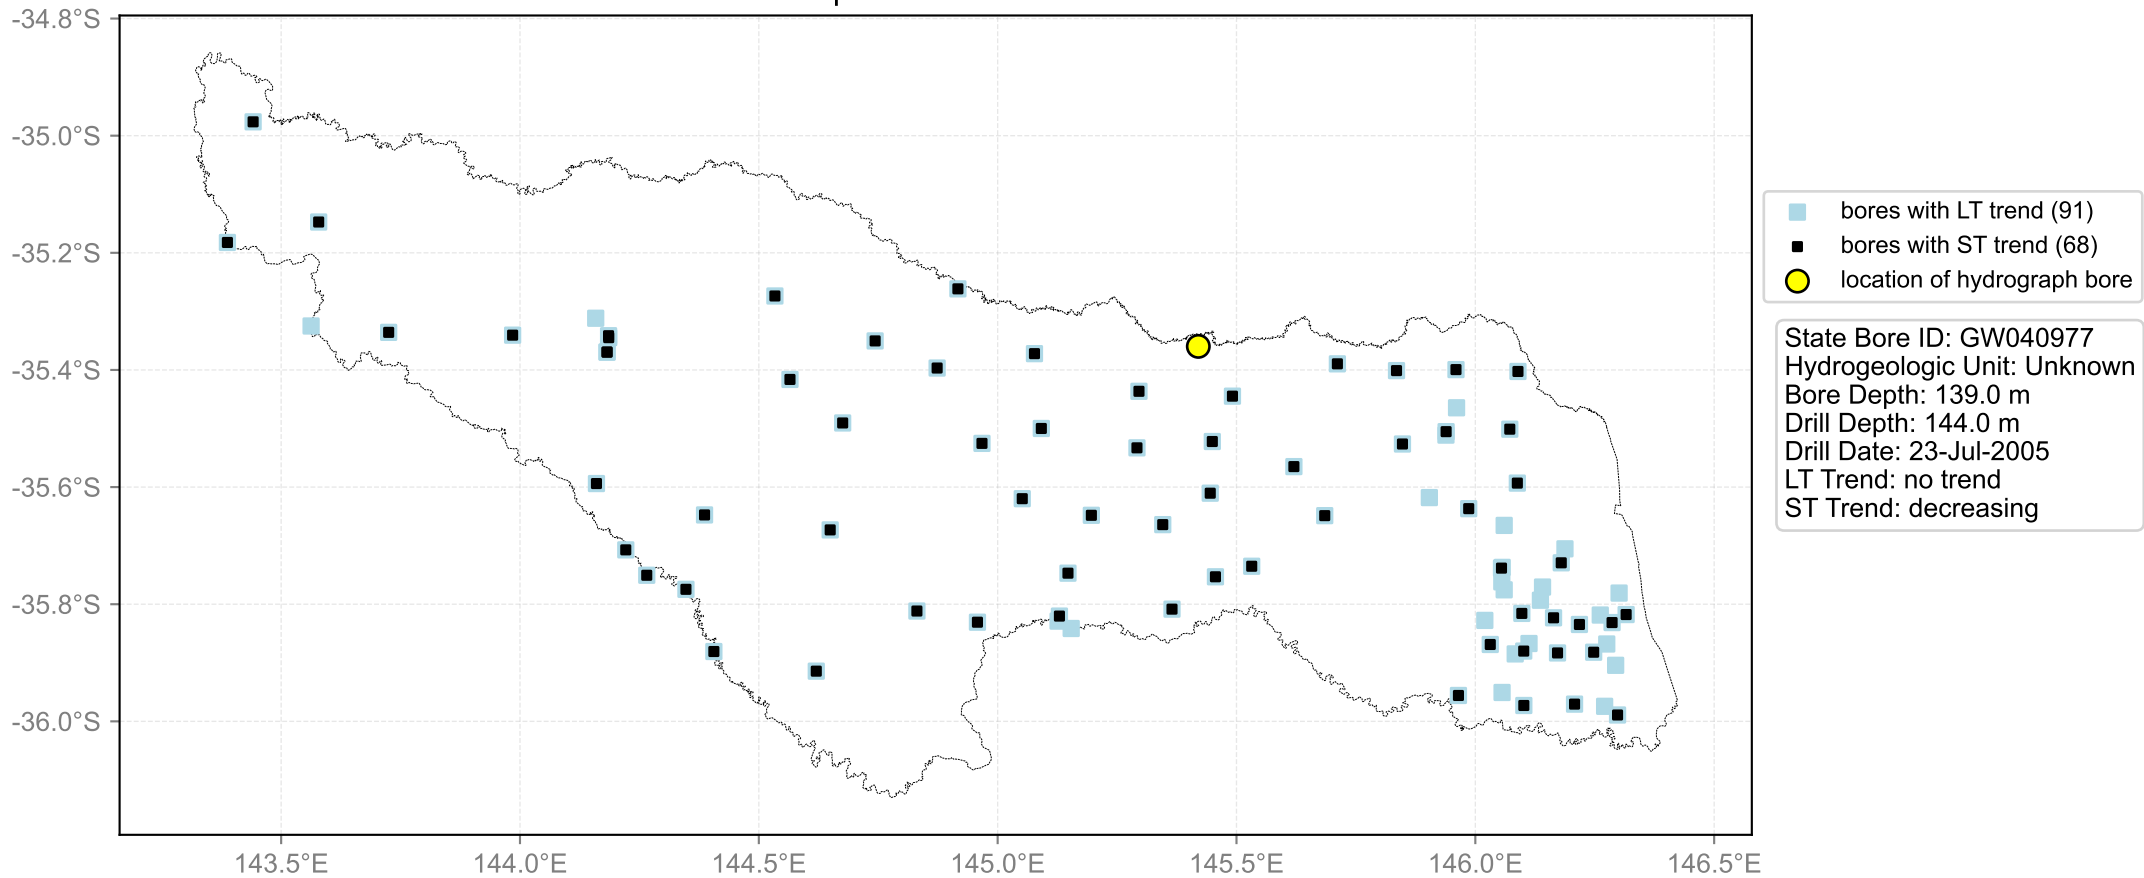 -34.8°S
-35.0°S
-35.2°S
-35.4°S
-35.6°S
-35.8°S
-36.0°S
143.5°E
144.0°E
144.5°E
145.0°E
145.5°E
146.0°E
146.5°E
bores with LT trend (91)
bores with ST trend (68)
location of hydrograph bore
State Bore ID: GW040977
Hydrogeologic Unit: Unknown
Bore Depth: 139.0 m
Drill Depth: 144.0 m
Drill Date: 23-Jul-2005
LT Trend: no trend
ST Trend: decreasing